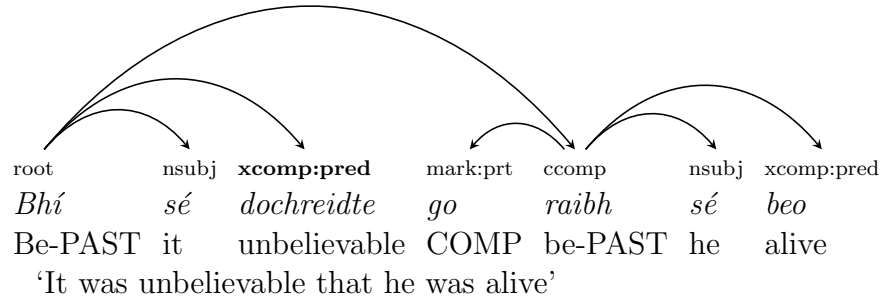 root nsubj xcomp:pred mark:prt ccomp nsubj xcomp:pred
Bhí sé dochreidte go raibh sé beo
Be-PAST it unbelievable COMP be-PAST he alive
‘It was unbelievable that he was alive’